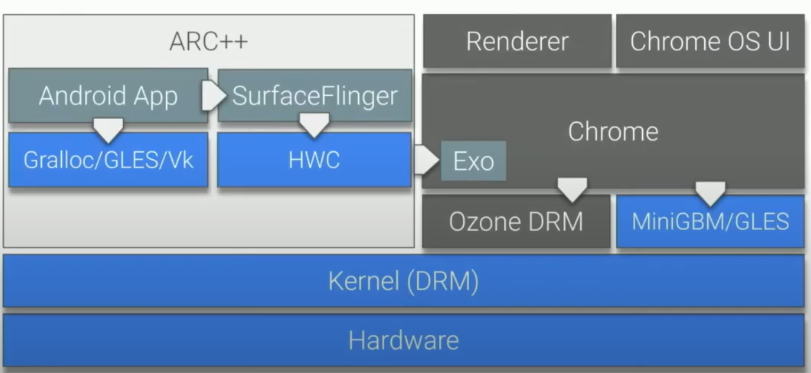 ARC++
Renderer
Chrome OS UI
Android App
SurfaceFlinger
Chrome
Gralloc/GLES/Vk
HWC
Exo
Ozone DRM
MiniGBM/GLES
Kernel (DRM)
Hardware